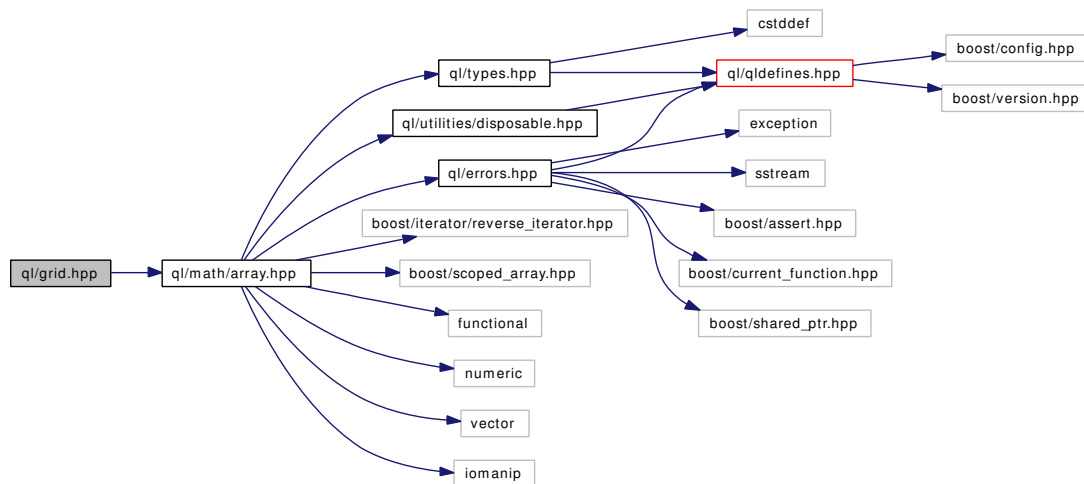 cstddef
boost/config.hpp
ql/types.hpp
ql/qldefines.hpp
boost/version.hpp
ql/utilities/disposable.hpp
exception
ql/errors.hpp
sstream
boost/iterator/reverse_iterator.hpp
boost/assert.hpp
ql/grid.hpp
ql/math/array.hpp
boost/scoped_array.hpp
boost/current_function.hpp
functional
boost/shared_ptr.hpp
numeric
vector
iomanip